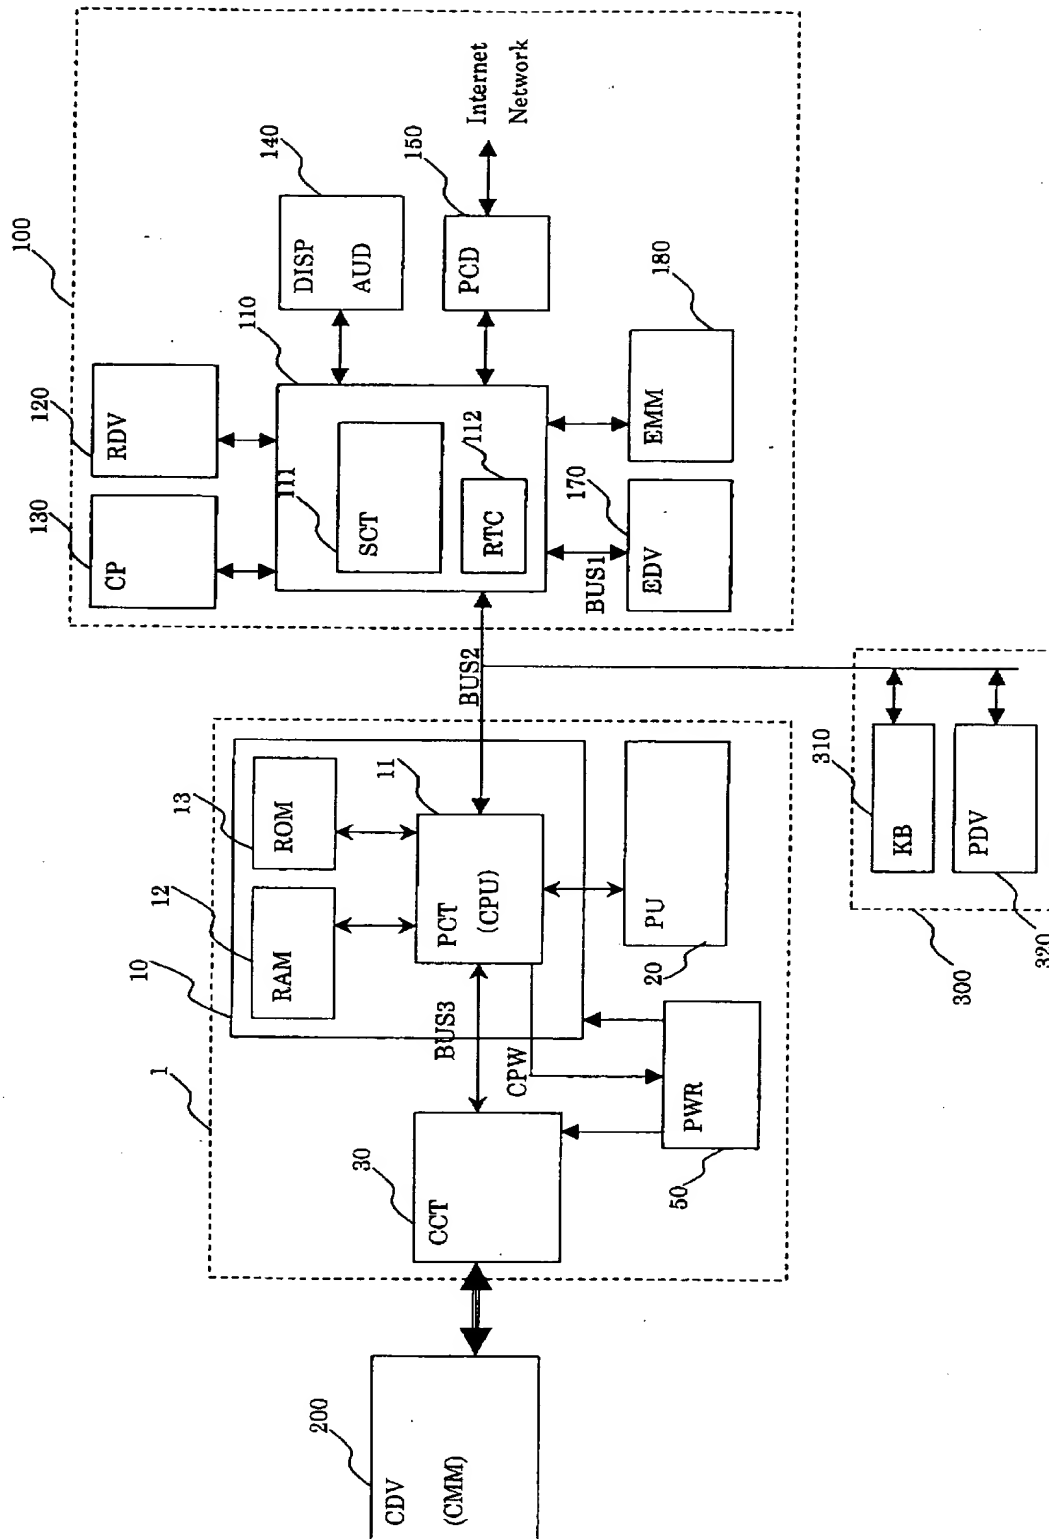 100
120
RDV
130
CP
110
111
SCT
112
RTC
140
DISP
AUD
150
PCD
Internet
Network
BUS1
170
EDV
180
EMM
BUS2
1
10
12
RAM
13
ROM
11
PCT
(CPU)
BUS3
CPW
30
CCT
20
PU
50
PWR
200
CDV
(CMM)
300
310
KB
320
PDV